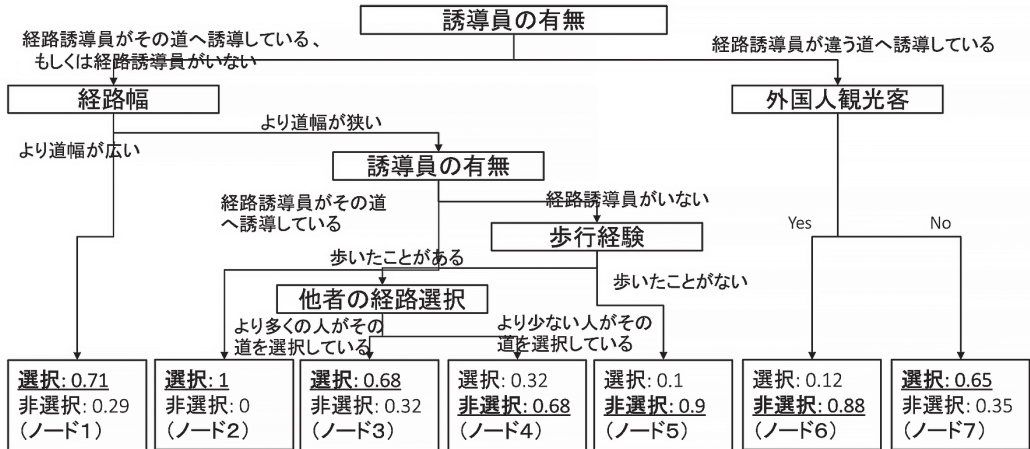 誘導員の有無
経路誘導員がその道へ誘導している、
もしくは経路誘導員がいない
経路誘導員が違う道へ誘導している
経路幅
外国人観光客
より道幅が狭い
より道幅が広い
誘導員の有無
経路誘導員がその道
へ誘導している
経路誘導員がいない
歩行経験
Yes
No
歩いたことがある
歩いたことがない
他者の経路選択
より多くの人がその
道を選択している
より少ない人がその
道を選択している
選択: 0.71
非選択: 0.29
(ノード1)
選択: 1
非選択: 0
(ノード2)
選択: 0.68
非選択: 0.32
(ノード3)
選択: 0.32
非選択: 0.68
(ノード4)
選択: 0.1
非選択: 0.9
(ノード5)
選択: 0.12
非選択: 0.88
(ノード6)
選択: 0.65
非選択: 0.35
(ノード7)